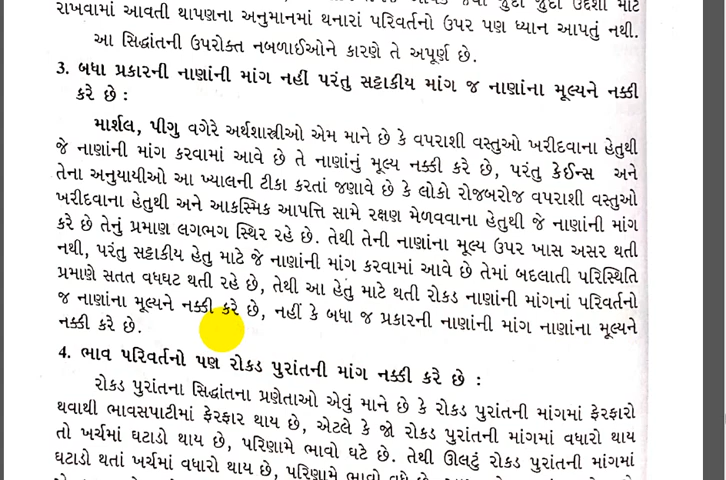 રાખવામાં આવતી થાપણના અનુમાનમાં થનારાં પરિવર્તનો ઉપર પણ ધ્યાન આપતું નથી.
આ સિદ્ધાંતની ઉપરોક્ત નબળાઈઓને કારણે તે અપૂર્ણ છે.
3. બધા પ્રકારની નાણાંની માંગ નહીં પરંતુ સટ્ટાકીય માંગ જ નાણાંના મૂલ્યને નક્કી
કરે છે :
માર્શલ, પીગુ વગેરે અર્થશાસ્ત્રીઓ એમ માને છે કે વપરાશી વસ્તુઓ ખરીદવાના હેતુથી
જે નાણાંની માંગ કરવામાં આવે છે તે નાણાંનું મૂલ્ય નક્કી કરે છે, પરંતુ કેઈન્સ અને
તેના અનુયાયીઓ આ ખ્યાલની ટીકા કરતાં જણાવે છે કે લોકો રોજબરોજ વપરાશી વસ્તુઓ
ખરીદવાના હેતુથી અને આકસ્મિક આપત્તિ સામે રક્ષણ મેળવવાના હેતુથી જે નાણાંની માંગ
કરે છે તેનું પ્રમાણ લગભગ સ્થિર રહે છે. તેથી તેની નાણાંના મૂલ્ય ઉપર ખાસ અસર થતી
નથી, પરંતુ સટ્ટાકીય હેતુ માટે જે નાણાંની માંગ કરવામાં આવે છે તેમાં બદલાતી પરિસ્થિતિ
પ્રમાણે સતત વધઘટ થતી રહે છે, તેથી આ હેતુ માટે થતી રોકડ નાણાંની માંગનાં પરિવર્તનો
જ નાણાંના મૂલ્યને નક્કી કરે છે, નહીં કે બધા જ પ્રકારની નાણાંની માંગ નાણાંના મૂલ્યને
નક્કી કરે છે.
4. ભાવ પરિવર્તનો પણ રોકડ પુરાંતની માંગ નક્કી કરે છે :
રોકડ પુરાંતના સિદ્ધાંતના પ્રણેતાઓ એવું માને છે કે રોકડ પુરાંતની માંગમાં ફેરફારો
થવાથી ભાવસપાટીમાં ફેરફાર થાય છે, એટલે કે જો રોકડ પુરાંતની માંગમાં વધારો થાય
તો ખર્ચમાં ઘટાડો થાય છે, પરિણામે ભાવો ઘટે છે. તેથી ઊલટું રોકડ પુરાંતની માંગમાં
ઘટાડો થતાં ખર્ચમાં વધારો થાય છે, પરિણામે ભાવો વધે છે.